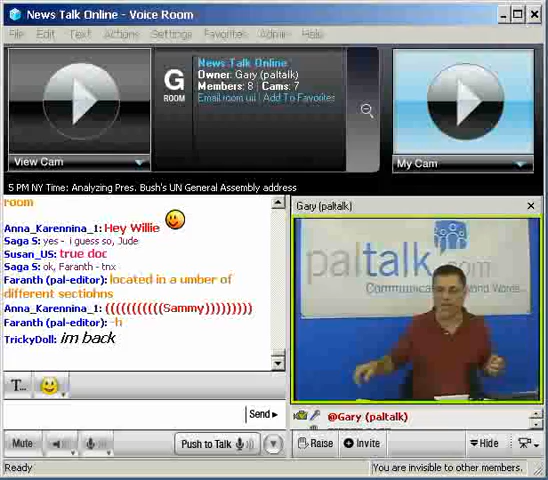 News Talk Online - Voice Room
File Edit Text Actions Settings Favorites Admin Help
G
ROOM
News Talk Online
Owner: Gary (paltalk)
Members: 8 | Cams: 7
Email room url | Add To Favorites
View Cam
My Cam
5 PM NY Time: Analyzing Pres. Bush's UN General Assembly address
room
Anna_Karennina_1: Hey Willie
Saga S: yes - i guess so, Jude
Susan_US: true doc
Saga S: ok, Faranth - tnx
Faranth (pal-editor): located in a umber of
different sectiohns
Anna_Karennina_1: (((((((((((Sammy)))))))))
Faranth (pal-editor): -h
TrickyDoll: im back
Gary (paltalk)
paltalk.com
Communicate Beyond Words...
T...
Send
@Gary (paltalk)
Mute
Push to Talk
Raise
Invite
Hide
Ready
You are invisible to other members.